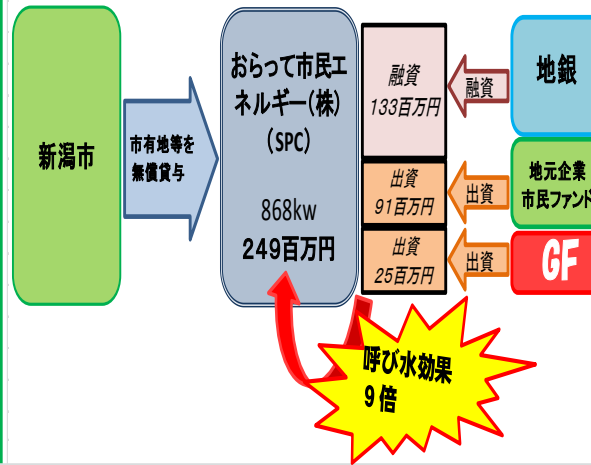 新潟市
市有地等を
無償貸与
おらって市民エ
ネルギー(株)
(SPC)
868kw
249百万円
融資
133百万円
出資
91百万円
出資
25百万円
融資
出資
出資
地銀
地元企業
市民ファンド
GF
呼び水効果
9倍